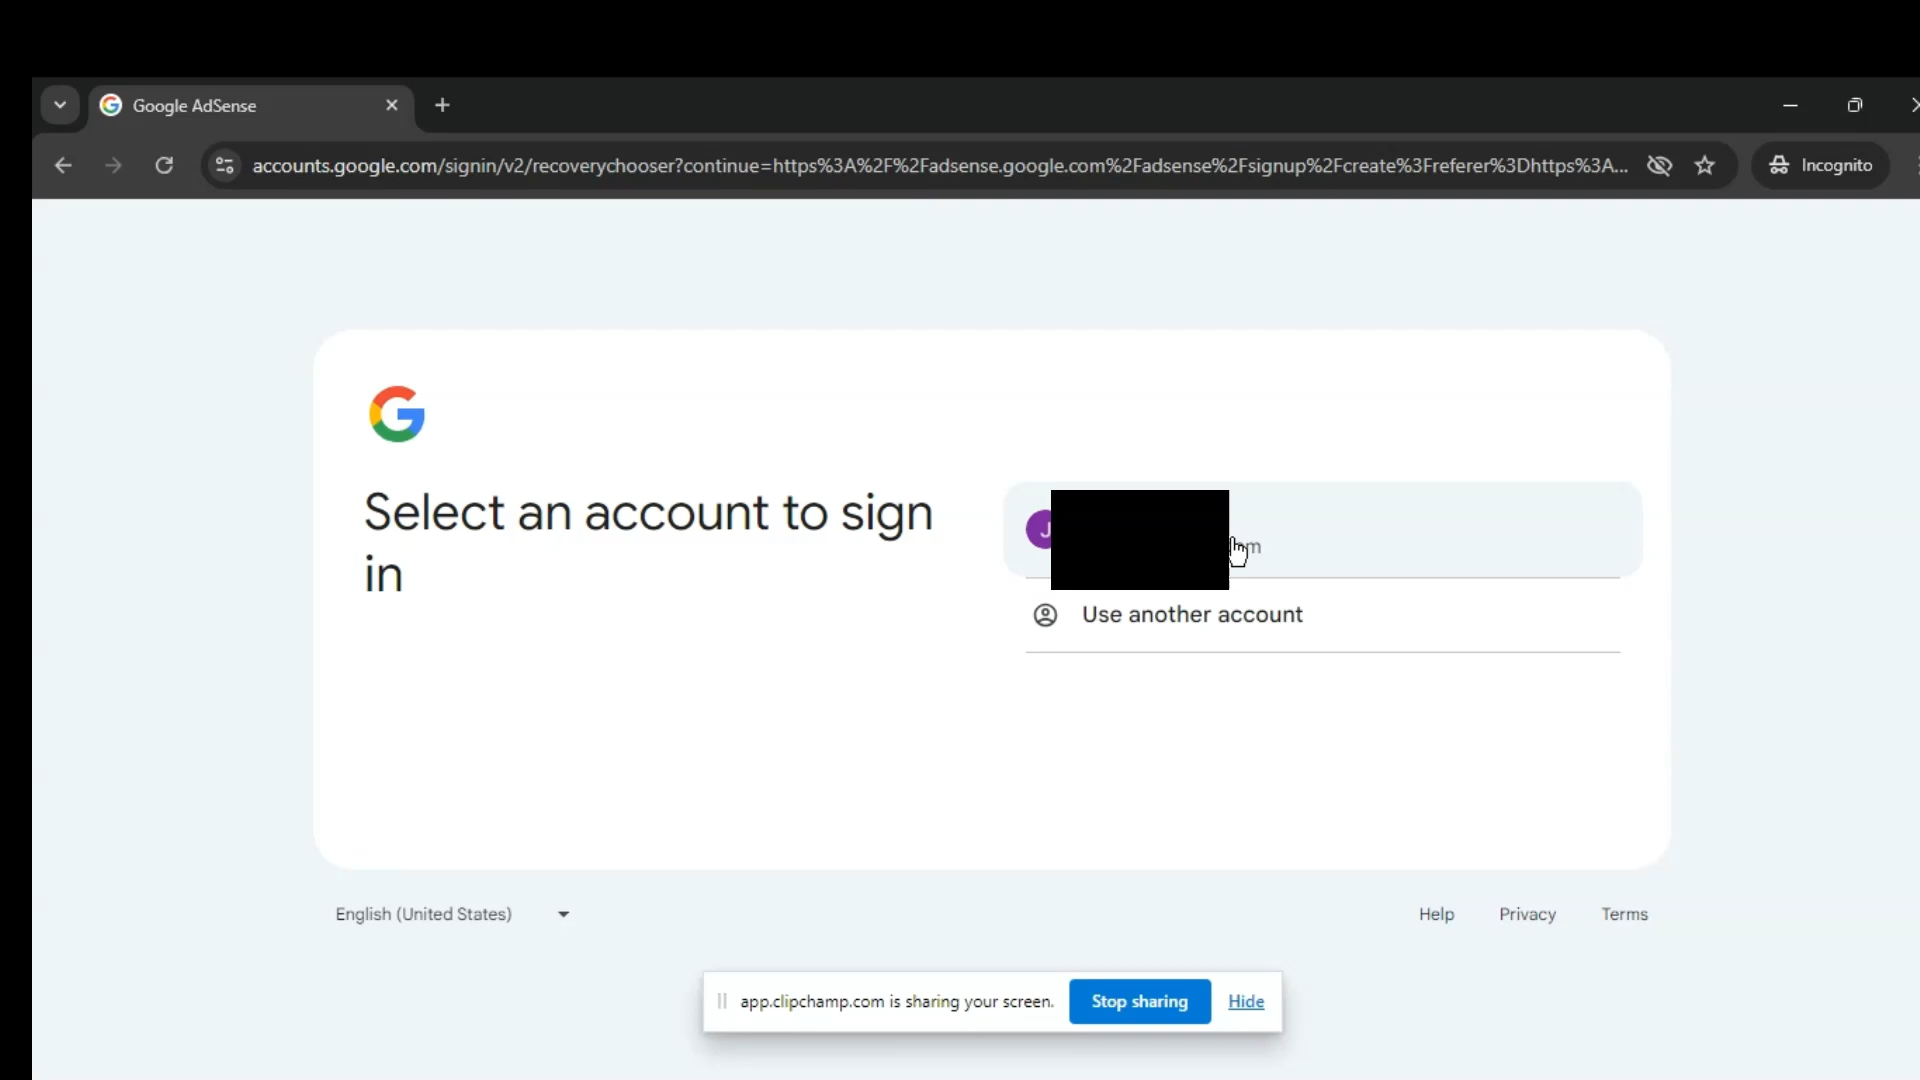 Google AdSense
accounts.google.com/signin/v2/recoverychooser?continue=https%3A%2F%2Fadsense.google.com%2Fadsense%2Fsignup%2Fcreate%3Freferer%3Dhttps%3A...
Incognito
Select an account to sign
in
J
Use another account
English (United States)
Help Privacy Terms
app.clipchamp.com is sharing your screen. Stop sharing Hide